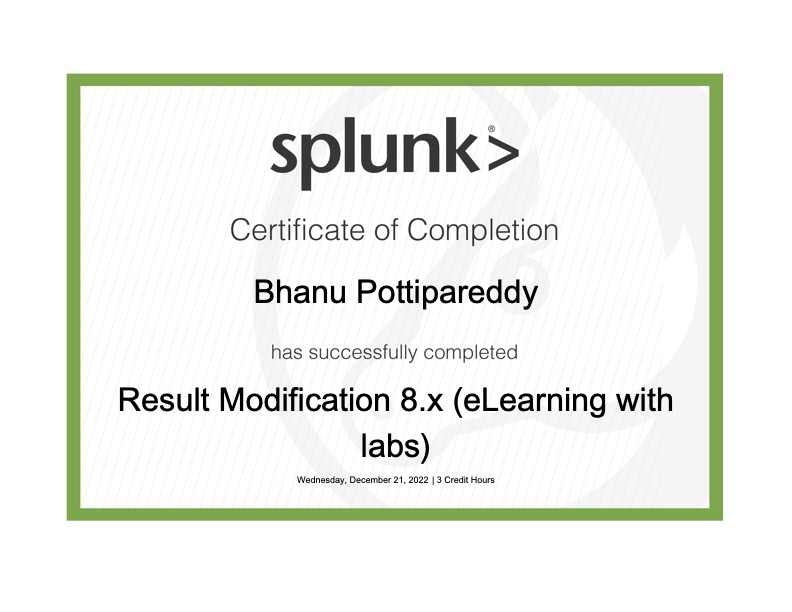 splunk>®
Certificate of Completion
Bhanu Pottipareddy
has successfully completed
Result Modification 8.x (eLearning with
labs)
Wednesday, December 21, 2022 | 3 Credit Hours